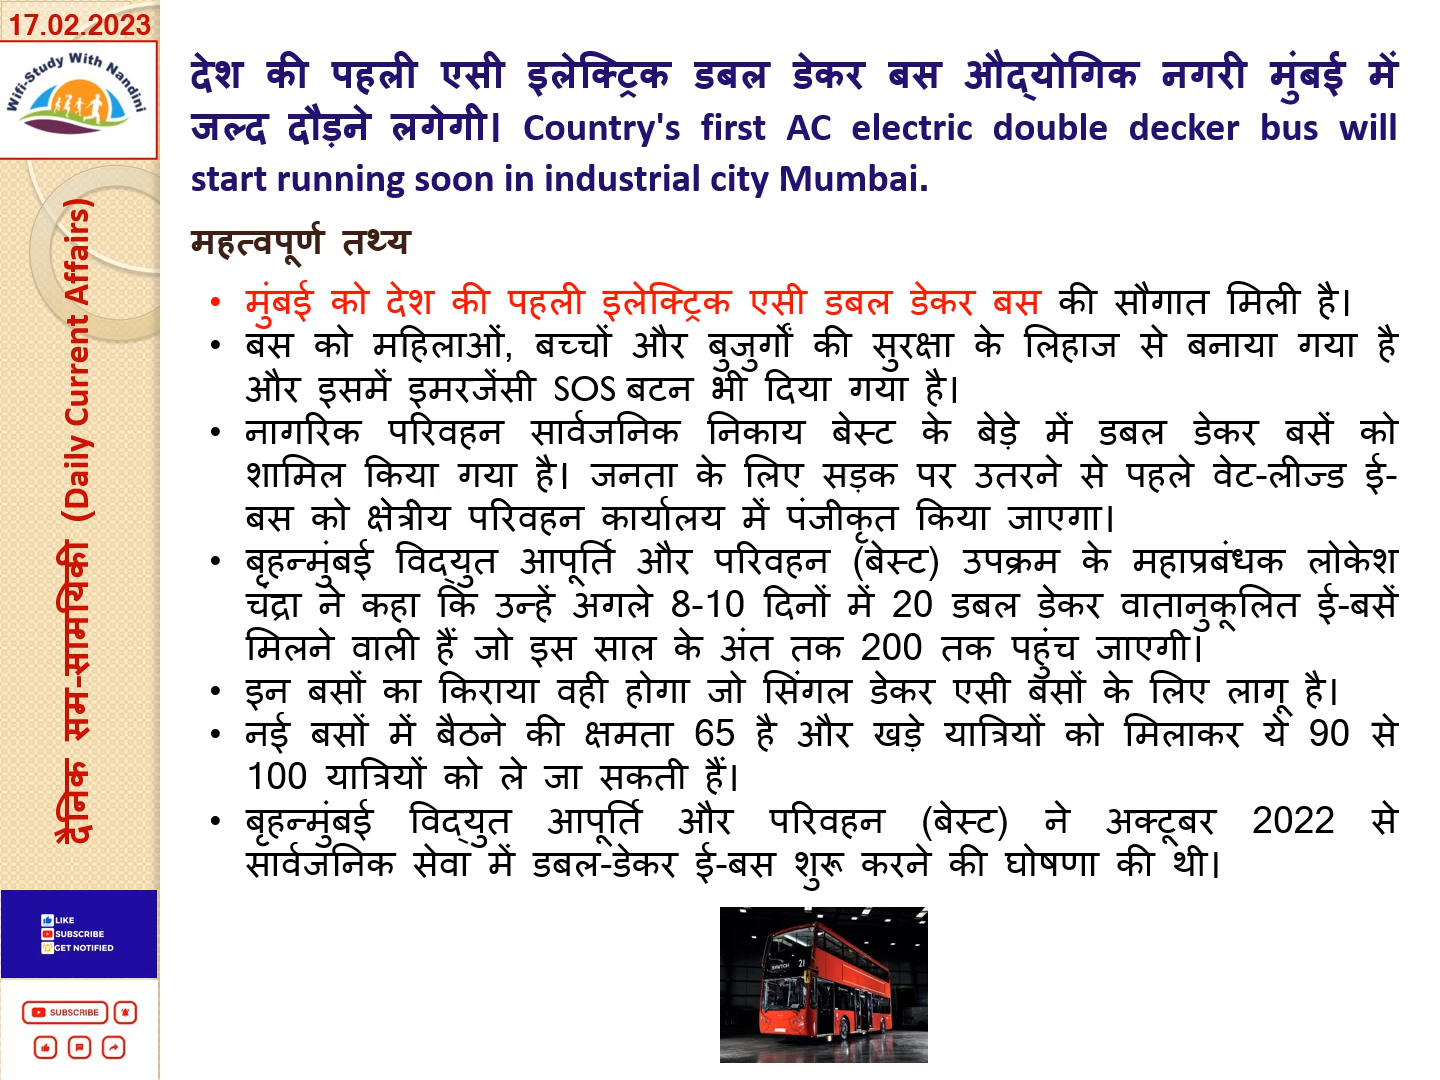 17.02.2023
Wifi-Study With Nandini
दैनिक सम-सामयिकी (Daily Current Affairs)
देश की पहली एसी इलेक्ट्रिक डबल डेकर बस औद्योगिक नगरी मुंबई में
जल्द दौड़ने लगेगी। Country's first AC electric double decker bus will
start running soon in industrial city Mumbai.
महत्वपूर्ण तथ्य
• मुंबई को देश की पहली इलेक्ट्रिक एसी डबल डेकर बस की सौगात मिली है।
• बस को महिलाओं, बच्चों और बुजुर्गों की सुरक्षा के लिहाज से बनाया गया है
और इसमें इमरजेंसी SOS बटन भी दिया गया है।
• नागरिक परिवहन सार्वजनिक निकाय बेस्ट के बेड़े में डबल डेकर बसें को
शामिल किया गया है। जनता के लिए सड़क पर उतरने से पहले वेट-लीज्ड ई-
बस को क्षेत्रीय परिवहन कार्यालय में पंजीकृत किया जाएगा।
• बृहन्मुंबई विद्युत आपूर्ति और परिवहन (बेस्ट) उपक्रम के महाप्रबंधक लोकेश
चंद्रा ने कहा कि उन्हें अगले 8-10 दिनों में 20 डबल डेकर वातानुकूलित ई-बसें
मिलने वाली हैं जो इस साल के अंत तक 200 तक पहुंच जाएगी।
• इन बसों का किराया वही होगा जो सिंगल डेकर एसी बसों के लिए लागू है।
• नई बसों में बैठने की क्षमता 65 है और खड़े यात्रियों को मिलाकर ये 90 से
100 यात्रियों को ले जा सकती हैं।
• बृहन्मुंबई विद्युत आपूर्ति और परिवहन (बेस्ट) ने अक्टूबर 2022 से
सार्वजनिक सेवा में डबल-डेकर ई-बस शुरू करने की घोषणा की थी।
LIKE
SUBSCRIBE
GET NOTIFIED
SUBSCRIBE
SWITCH
21